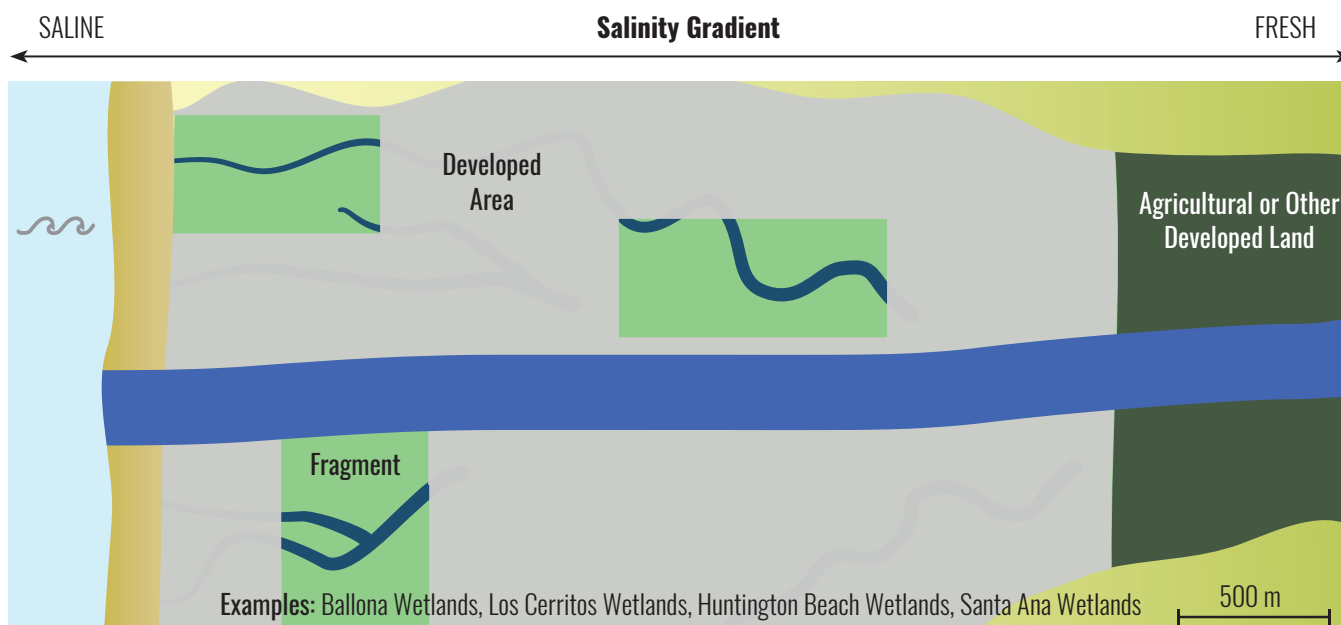 SALINE Salinity Gradient FRESH
Developed
Area
Agricultural or Other
Developed Land
Fragment
Examples: Ballona Wetlands, Los Cerritos Wetlands, Huntington Beach Wetlands, Santa Ana Wetlands
500 m